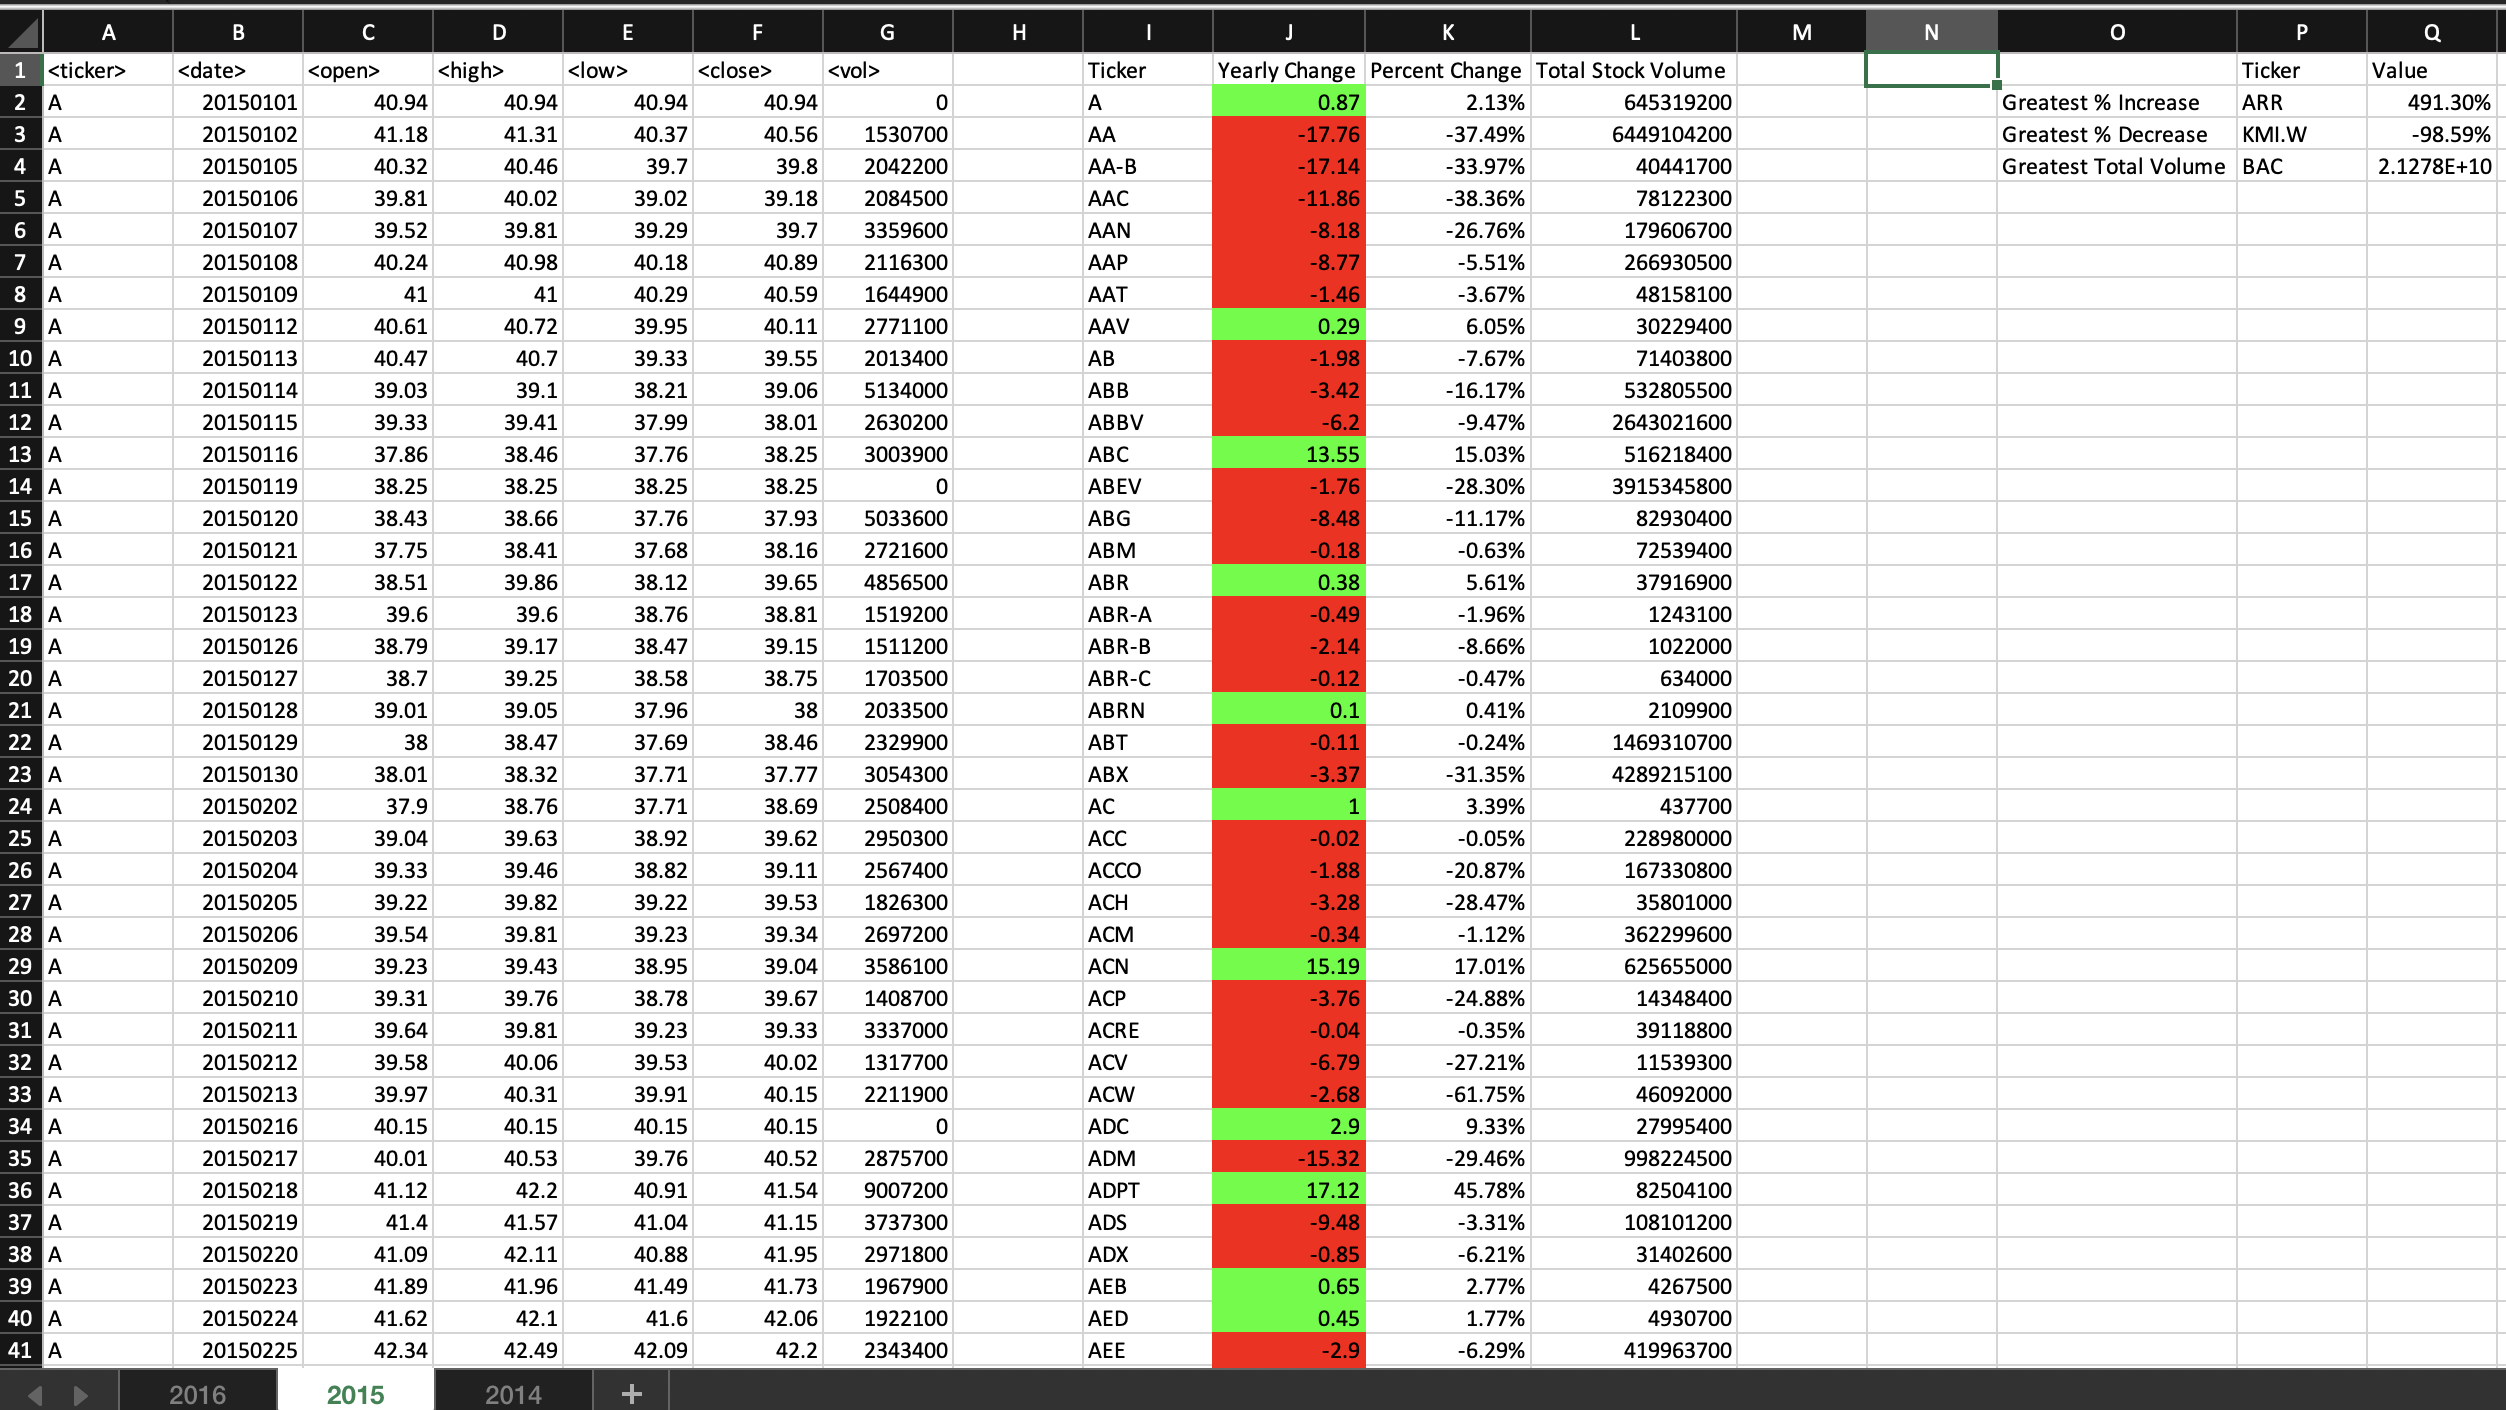 A B C D E F G H I J K L M N O P Q
1 <ticker> <date> <open> <high> <low> <close> <vol> Ticker Yearly Change Percent Change Total Stock Volume Ticker Value
2 A 20150101 40.94 40.94 40.94 40.94 0 A 0.87 2.13% 645319200 Greatest % Increase ARR 491.30%
3 A 20150102 41.18 41.31 40.37 40.56 1530700 AA -17.76 -37.49% 6449104200 Greatest % Decrease KMI.W -98.59%
4 A 20150105 40.32 40.46 39.7 39.8 2042200 AA-B -17.14 -33.97% 40441700 Greatest Total Volume BAC 2.1278E+10
5 A 20150106 39.81 40.02 39.02 39.18 2084500 AAC -11.86 -38.36% 78122300
6 A 20150107 39.52 39.81 39.29 39.7 3359600 AAN -8.18 -26.76% 179606700
7 A 20150108 40.24 40.98 40.18 40.89 2116300 AAP -8.77 -5.51% 266930500
8 A 20150109 41 41 40.29 40.59 1644900 AAT -1.46 -3.67% 48158100
9 A 20150112 40.61 40.72 39.95 40.11 2771100 AAV 0.29 6.05% 30229400
10 A 20150113 40.47 40.7 39.33 39.55 2013400 AB -1.98 -7.67% 71403800
11 A 20150114 39.03 39.1 38.21 39.06 5134000 ABB -3.42 -16.17% 532805500
12 A 20150115 39.33 39.41 37.99 38.01 2630200 ABBV -6.2 -9.47% 2643021600
13 A 20150116 37.86 38.46 37.76 38.25 3003900 ABC 13.55 15.03% 516218400
14 A 20150119 38.25 38.25 38.25 38.25 0 ABEV -1.76 -28.30% 3915345800
15 A 20150120 38.43 38.66 37.76 37.93 5033600 ABG -8.48 -11.17% 82930400
16 A 20150121 37.75 38.41 37.68 38.16 2721600 ABM -0.18 -0.63% 72539400
17 A 20150122 38.51 39.86 38.12 39.65 4856500 ABR 0.38 5.61% 37916900
18 A 20150123 39.6 39.6 38.76 38.81 1519200 ABR-A -0.49 -1.96% 1243100
19 A 20150126 38.79 39.17 38.47 39.15 1511200 ABR-B -2.14 -8.66% 1022000
20 A 20150127 38.7 39.25 38.58 38.75 1703500 ABR-C -0.12 -0.47% 634000
21 A 20150128 39.01 39.05 37.96 38 2033500 ABRN 0.1 0.41% 2109900
22 A 20150129 38 38.47 37.69 38.46 2329900 ABT -0.11 -0.24% 1469310700
23 A 20150130 38.01 38.32 37.71 37.77 3054300 ABX -3.37 -31.35% 4289215100
24 A 20150202 37.9 38.76 37.71 38.69 2508400 AC 1 3.39% 437700
25 A 20150203 39.04 39.63 38.92 39.62 2950300 ACC -0.02 -0.05% 228980000
26 A 20150204 39.33 39.46 38.82 39.11 2567400 ACCO -1.88 -20.87% 167330800
27 A 20150205 39.22 39.82 39.22 39.53 1826300 ACH -3.28 -28.47% 35801000
28 A 20150206 39.54 39.81 39.23 39.34 2697200 ACM -0.34 -1.12% 362299600
29 A 20150209 39.23 39.43 38.95 39.04 3586100 ACN 15.19 17.01% 625655000
30 A 20150210 39.31 39.76 38.78 39.67 1408700 ACP -3.76 -24.88% 14348400
31 A 20150211 39.64 39.81 39.23 39.33 3337000 ACRE -0.04 -0.35% 39118800
32 A 20150212 39.58 40.06 39.53 40.02 1317700 ACV -6.79 -27.21% 11539300
33 A 20150213 39.97 40.31 39.91 40.15 2211900 ACW -2.68 -61.75% 46092000
34 A 20150216 40.15 40.15 40.15 40.15 0 ADC 2.9 9.33% 27995400
35 A 20150217 40.01 40.53 39.76 40.52 2875700 ADM -15.32 -29.46% 998224500
36 A 20150218 41.12 42.2 40.91 41.54 9007200 ADPT 17.12 45.78% 82504100
37 A 20150219 41.4 41.57 41.04 41.15 3737300 ADS -9.48 -3.31% 108101200
38 A 20150220 41.09 42.11 40.88 41.95 2971800 ADX -0.85 -6.21% 31402600
39 A 20150223 41.89 41.96 41.49 41.73 1967900 AEB 0.65 2.77% 4267500
40 A 20150224 41.62 42.1 41.6 42.06 1922100 AED 0.45 1.77% 4930700
41 A 20150225 42.34 42.49 42.09 42.2 2343400 AEE -2.9 -6.29% 419963700
2016 2015 2014 +